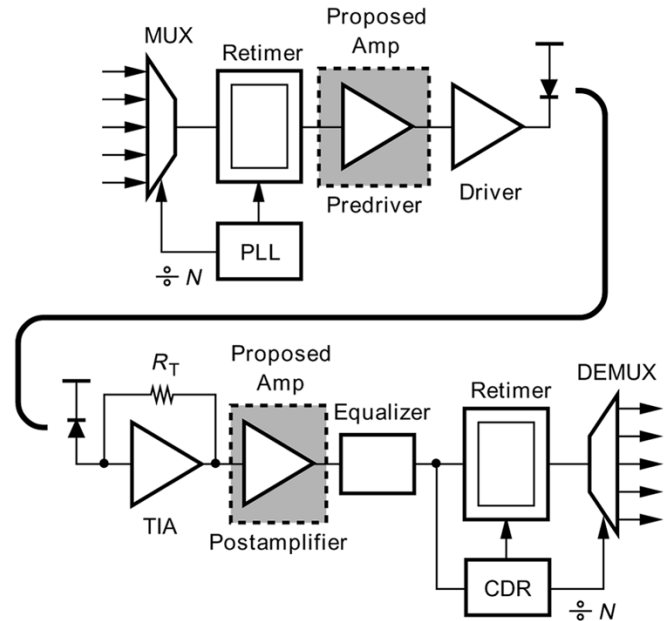 Proposed
Amp
MUX
Retimer
Predriver
Driver
PLL
÷ N
Proposed
Amp
RT
DEMUX
Retimer
Equalizer
TIA
Postamplifier
CDR
÷ N